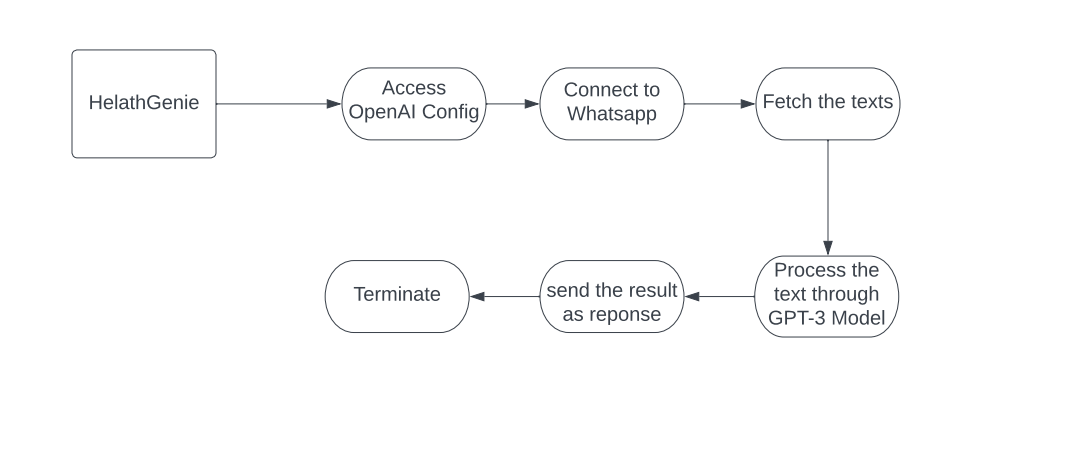 HelathGenie
Access
OpenAI Config
Connect to
Whatsapp
Fetch the texts
Process the
text through
GPT-3 Model
send the result
as reponse
Terminate